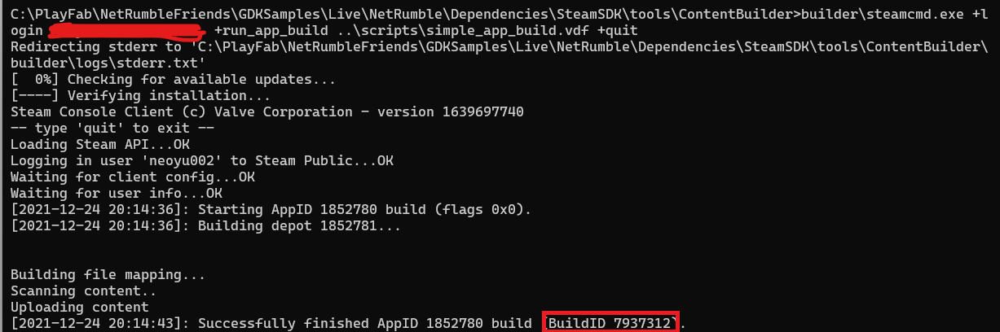 C:\PlayFab\NetRumbleFriends\GDKSamples\Live\NetRumble\Dependencies\SteamSDK\tools\ContentBuilder>builder\steamcmd.exe +l
ogin +run_app_build ..\scripts\simple_app_build.vdf +quit
Redirecting stderr to 'C:\PlayFab\NetRumbleFriends\GDKSamples\Live\NetRumble\Dependencies\SteamSDK\tools\ContentBuilder\
builder\logs\stderr.txt'
[  0%] Checking for available updates...
[----] Verifying installation...
Steam Console Client (c) Valve Corporation - version 1639697740
-- type 'quit' to exit --
Loading Steam API...OK
Logging in user 'neoyu002' to Steam Public...OK
Waiting for client config...OK
Waiting for user info...OK
[2021-12-24 20:14:36]: Starting AppID 1852780 build (flags 0x0).
[2021-12-24 20:14:36]: Building depot 1852781...
Building file mapping...
Scanning content..
Uploading content
[2021-12-24 20:14:43]: Successfully finished AppID 1852780 build (BuildID 7937312).